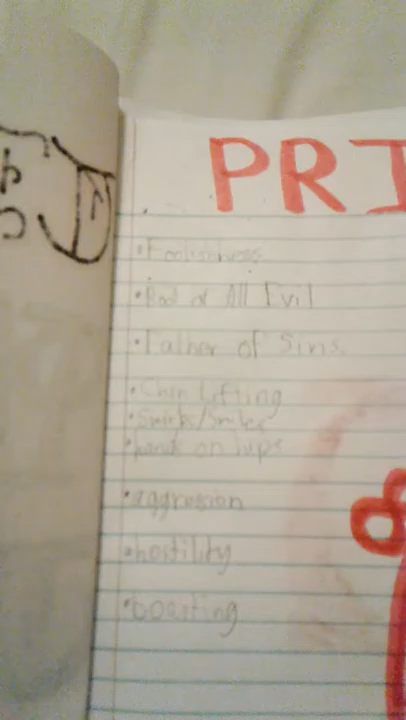 PRI
• Foolishness
• Root of All Evil
• Father of Sins.
• Chin Lifting
• Smirk/Smiles
• hands on hips
• aggression
• hostility
• boasting